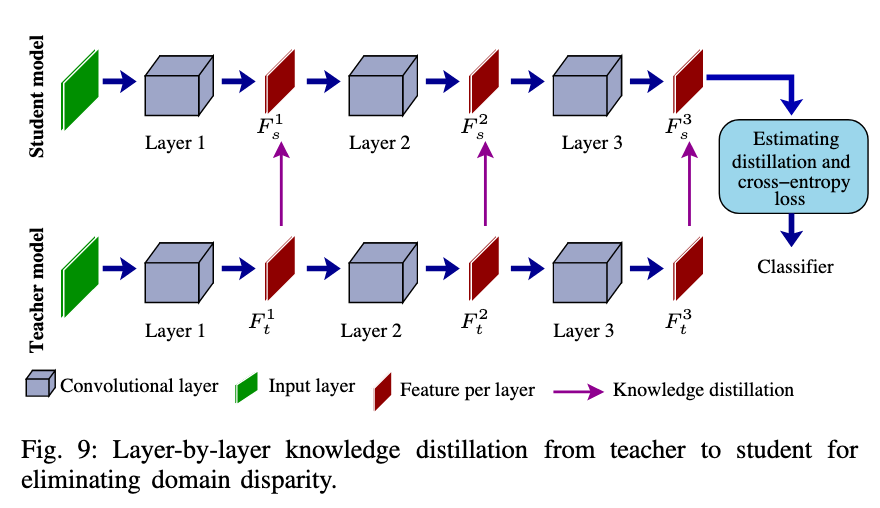 Student model
Layer 1
F_s^1
Layer 2
F_s^2
Layer 3
F_s^3
Estimating
distillation and
cross−entropy
loss
Classifier
Teacher model
Layer 1
F_t^1
Layer 2
F_t^2
Layer 3
F_t^3
Convolutional layer
Input layer
Feature per layer
Knowledge distillation
Fig. 9: Layer-by-layer knowledge distillation from teacher to student for
eliminating domain disparity.